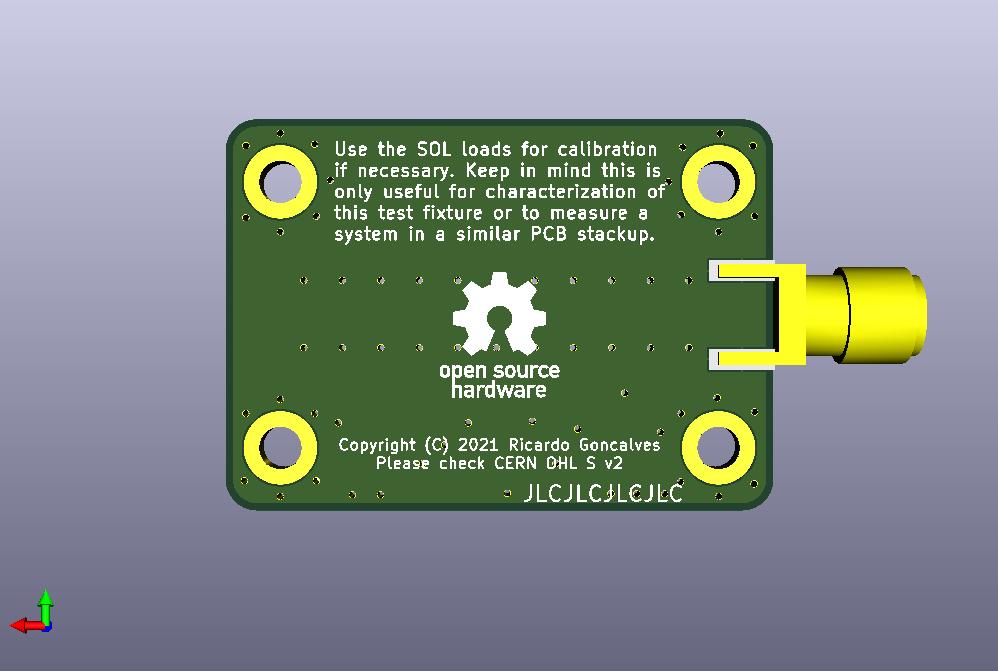 Use the SOL loads for calibration
if necessary. Keep in mind this is
only useful for characterization of
this test fixture or to measure a
system in a similar PCB stackup.
open source
hardware
Copyright (C) 2021 Ricardo Goncalves
Please check CERN OHL S v2
JLCJLCJLCJLC